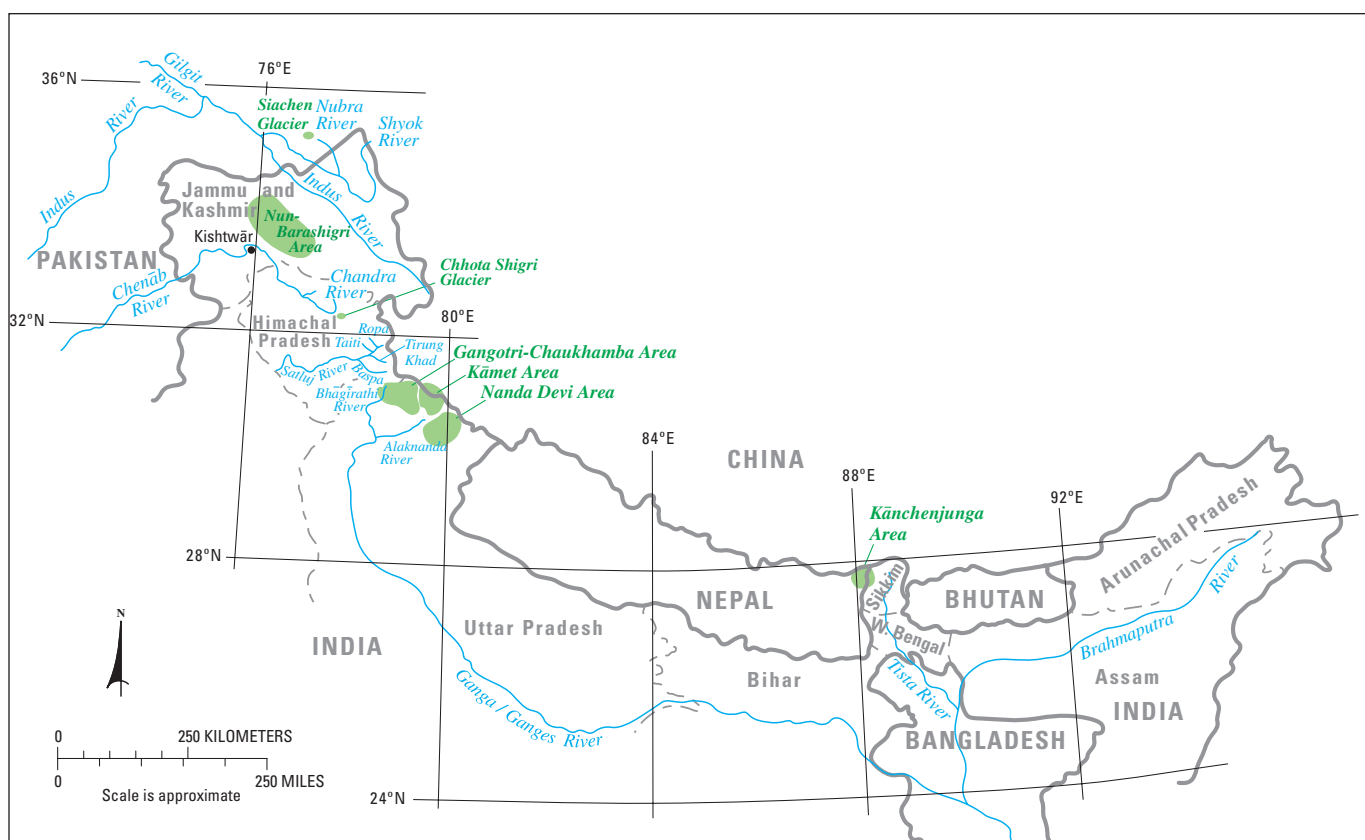 36°N
76°E
Gilgit
River
Siachen
Glacier
Nubra
River
Shyok
River
River
Indus
Jammu and
Kashmir
Indus
River
Nun-
Barashigri
Area
Kishtwār
PAKISTAN
Chenāb
River
Chandra
River
Chhota Shigri
Glacier
32°N
80°E
Himachal
Pradesh
Ropa
Taiti
Tirung
Khad
Satluj River
Baspa
Bhāgīrathi
River
Gangotri-Chaukhamba Area
Kāmet Area
Nanda Devi Area
Alaknanda
River
84°E
CHINA
88°E
92°E
Kānchenjunga
Area
Arunachal Pradesh
28°N
NEPAL
Sikkim
BHUTAN
River
Brahmaputra
N
INDIA
Uttar Pradesh
W. Bengal
Bihar
Tista River
Assam
INDIA
Ganga / Ganges River
BANGLADESH
0 250 KILOMETERS
0 250 MILES
Scale is approximate
24°N